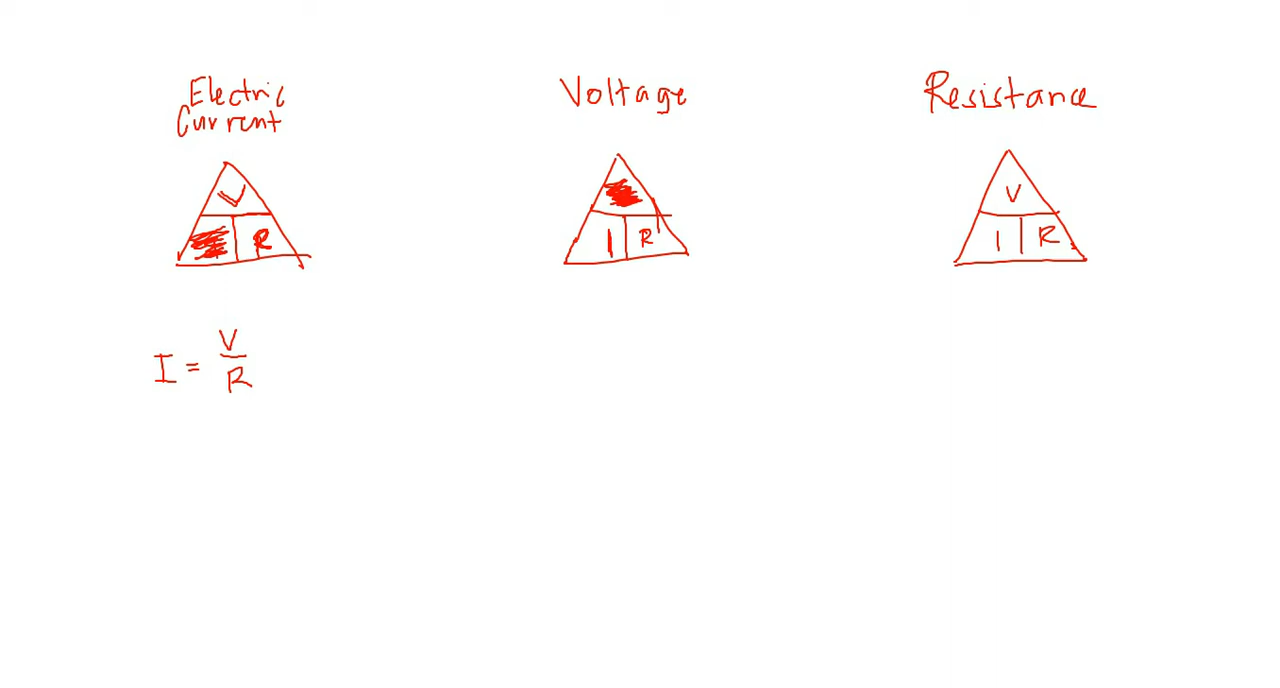 Electric
Current
Voltage
Resistance
V
R
I R
V
I R
I = V
R